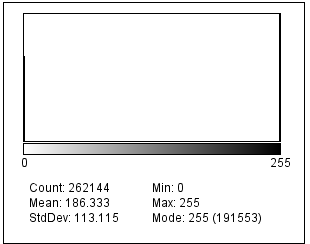 0 255
Count: 262144 Min: 0
Mean: 186.333 Max: 255
StdDev: 113.115 Mode: 255 (191553)